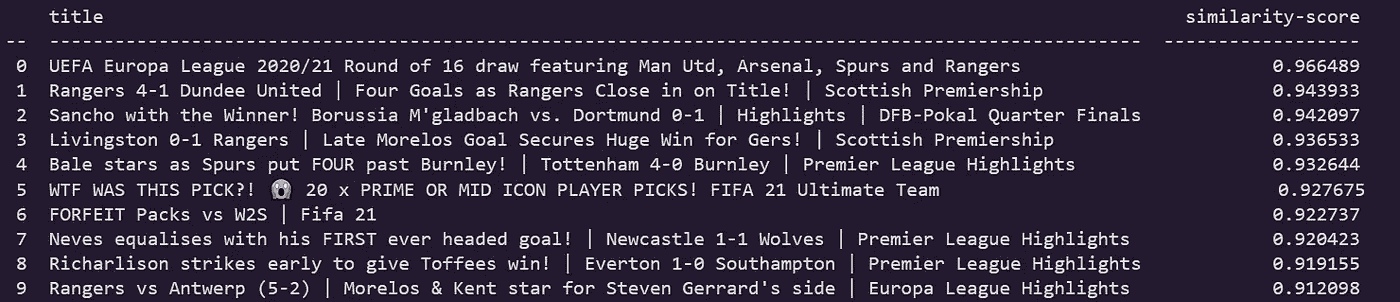 title similarity-score
-- ---------------------------------------------------------------------------------------------- ------------------
0 UEFA Europa League 2020/21 Round of 16 draw featuring Man Utd, Arsenal, Spurs and Rangers 0.966489
1 Rangers 4-1 Dundee United | Four Goals as Rangers Close in on Title! | Scottish Premiership 0.943933
2 Sancho with the Winner! Borussia M'gladbach vs. Dortmund 0-1 | Highlights | DFB-Pokal Quarter Finals 0.942097
3 Livingston 0-1 Rangers | Late Morelos Goal Secures Huge Win for Gers! | Scottish Premiership 0.936533
4 Bale stars as Spurs put FOUR past Burnley! | Tottenham 4-0 Burnley | Premier League Highlights 0.932644
5 WTF WAS THIS PICK?! 😱 20 x PRIME OR MID ICON PLAYER PICKS! FIFA 21 Ultimate Team 0.927675
6 FORFEIT Packs vs W2S | Fifa 21 0.922737
7 Neves equalises with his FIRST ever headed goal! | Newcastle 1-1 Wolves | Premier League Highlights 0.920423
8 Richarlison strikes early to give Toffees win! | Everton 1-0 Southampton | Premier League Highlights 0.919155
9 Rangers vs Antwerp (5-2) | Morelos & Kent star for Steven Gerrard's side | Europa League Highlights 0.912098